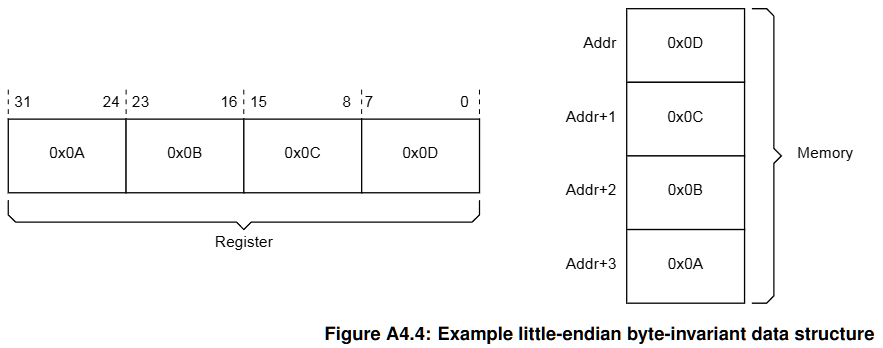 31 24 23 16 15 8 7 0
0x0A 0x0B 0x0C 0x0D
Register
Addr 0x0D
Addr+1 0x0C
Addr+2 0x0B
Addr+3 0x0A
Memory
Figure A4.4: Example little-endian byte-invariant data structure